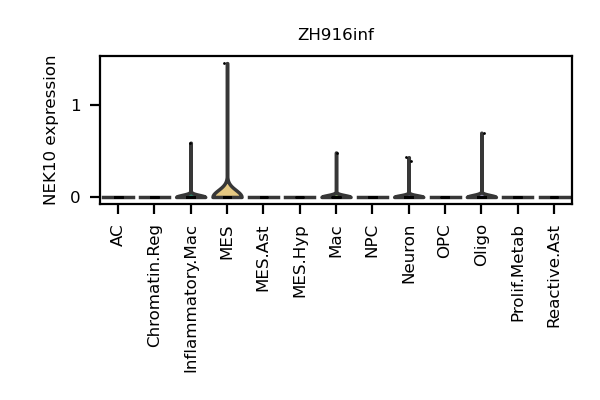 ZH916inf
NEK10 expression
1
0
AC
Chromatin.Reg
Inflammatory.Mac
MES
MES.Ast
MES.Hyp
Mac
NPC
Neuron
OPC
Oligo
Prolif.Metab
Reactive.Ast